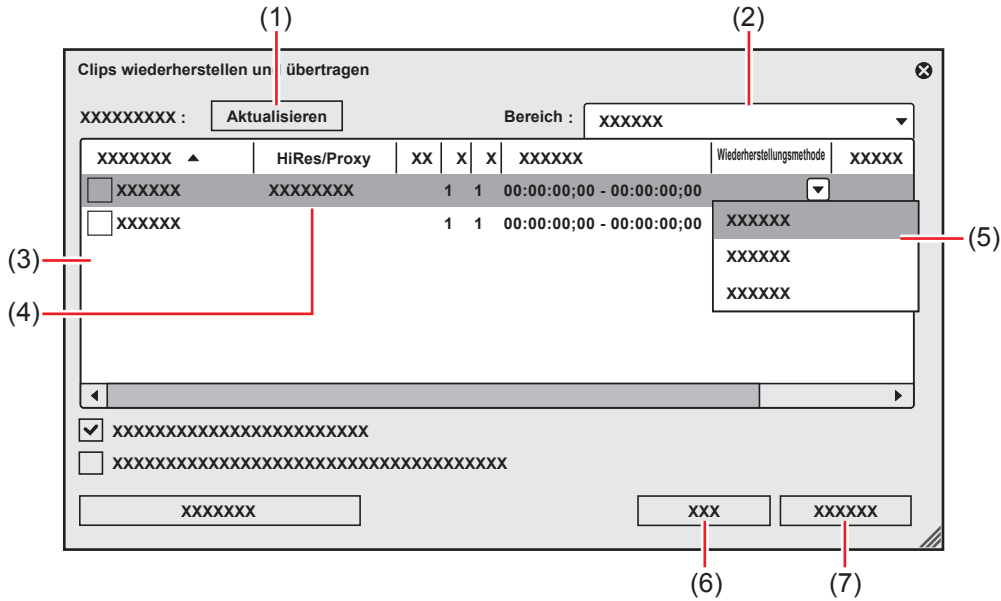 (1) (2)
Clips wiederherstellen und übertragen
XXXXXXXXX : Aktualisieren Bereich : XXXXXX
XXXXXXX HiRes/Proxy XX X X XXXXXX Wiederherstellungsmethode XXXXX
XXXXXX XXXXXXXX 1 1 00:00:00;00 - 00:00:00;00
XXXXXX 1 1 00:00:00;00 - 00:00:00;00 XXXXXX
(5)
(3) XXXXXX
XXXXXX
(4)
XXXXXXXXXXXXXXXXXXXXXXXX
XXXXXXXXXXXXXXXXXXXXXXXXXXXXXXXXXXXXX
XXXXXXX XXX XXXXXX
(6) (7)